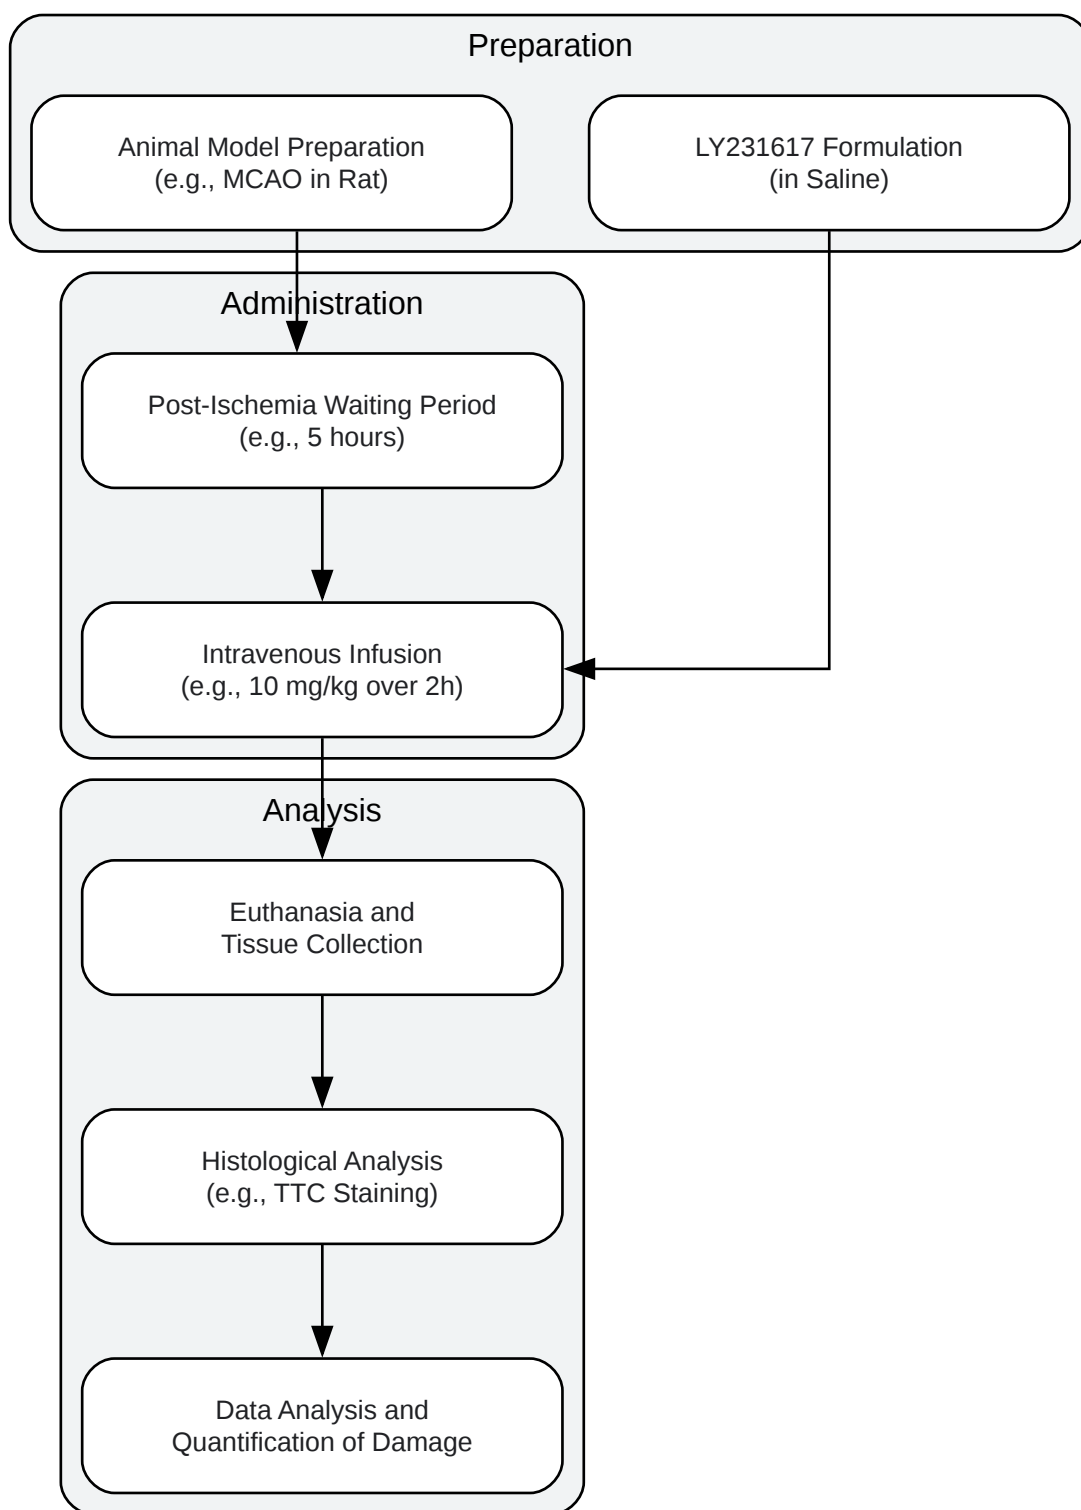 Preparation
Animal Model Preparation
(e.g., MCAO in Rat)
LY231617 Formulation
(in Saline)
Administration
Post-Ischemia Waiting Period
(e.g., 5 hours)
Intravenous Infusion
(e.g., 10 mg/kg over 2h)
Analysis
Euthanasia and
Tissue Collection
Histological Analysis
(e.g., TTC Staining)
Data Analysis and
Quantification of Damage